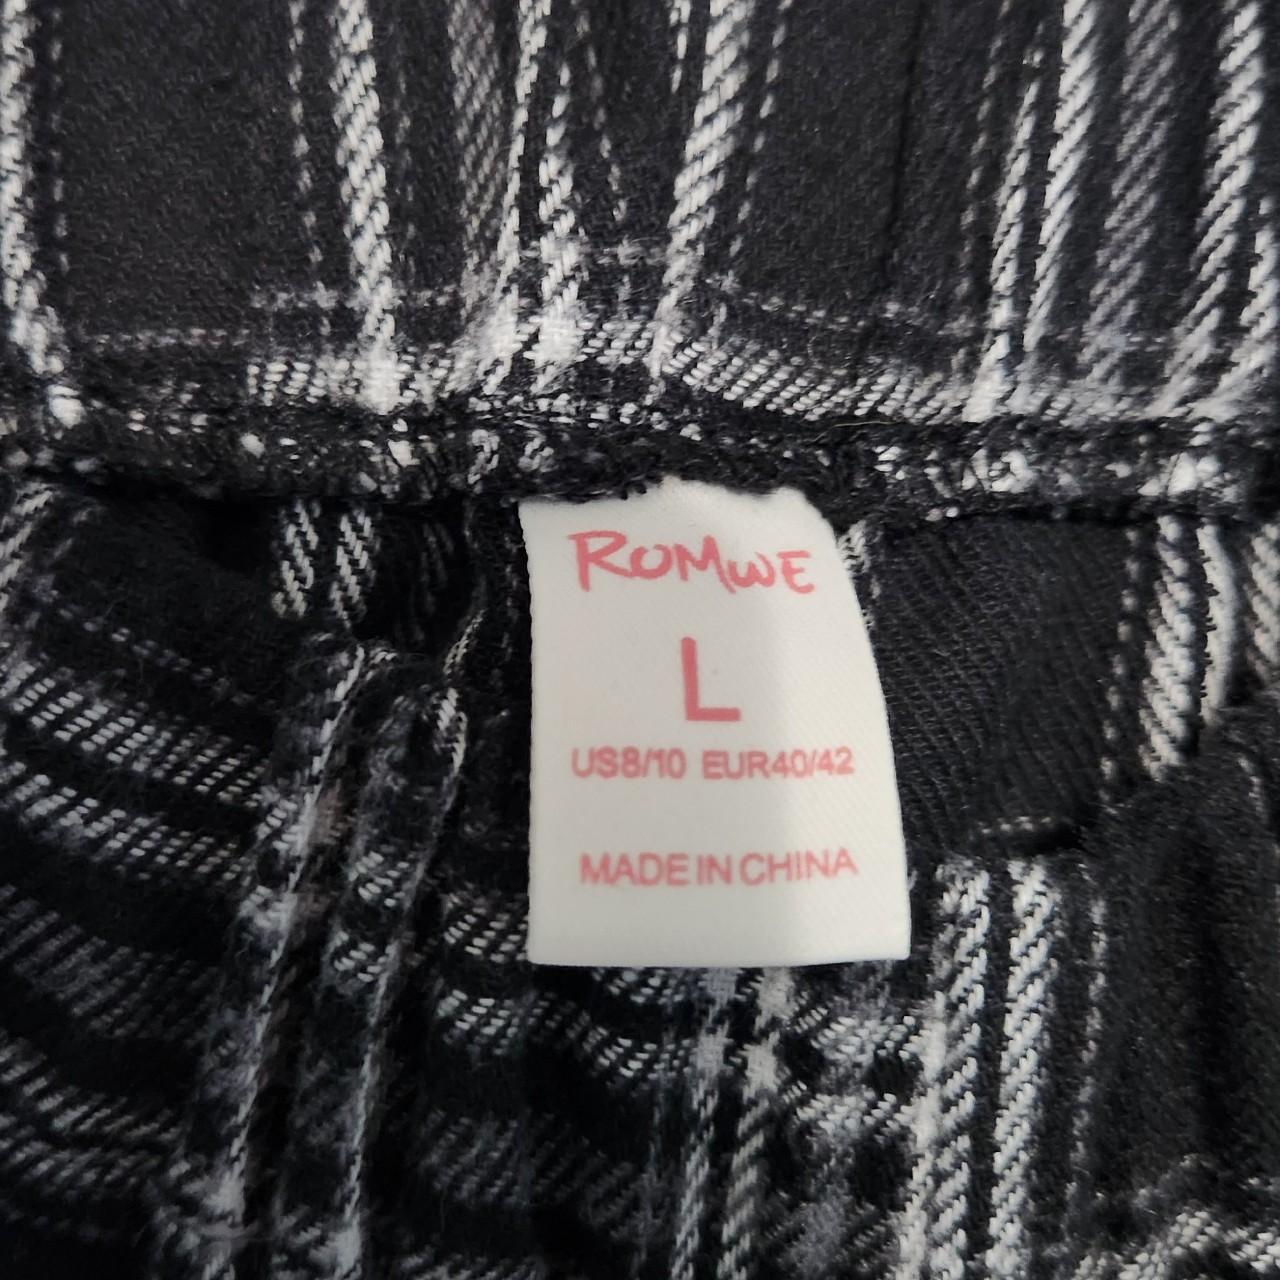 ROMWE
L
US8/10 EUR40/42
MADE IN CHINA